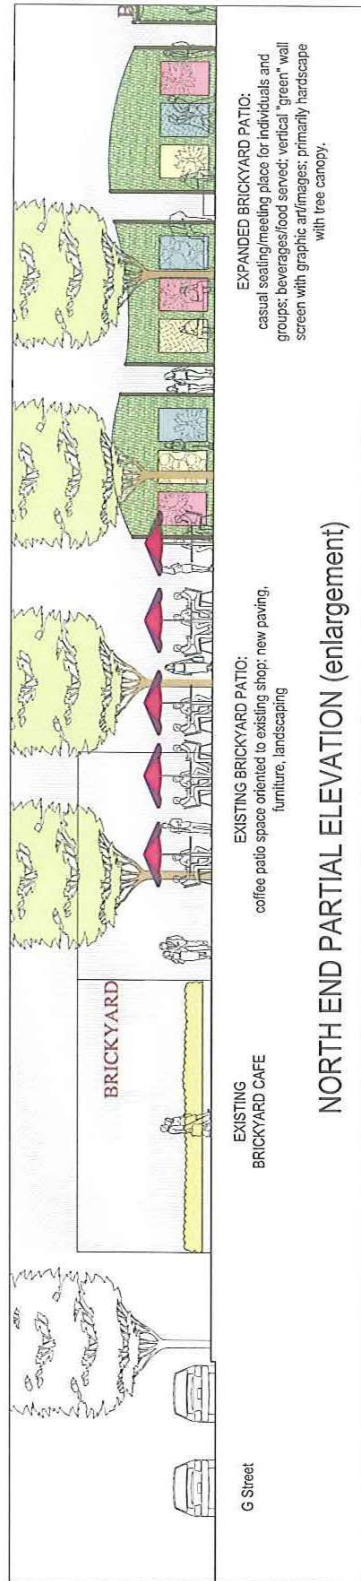 B
BRICKYARD
G Street
EXISTING
BRICKYARD CAFE
EXISTING BRICKYARD PATIO:
coffee patio space oriented to existing shop: new paving,
furniture, landscaping
EXPANDED BRICKYARD PATIO:
casual seating/meeting place for individuals and
groups; beverages/food served; vertical "green" wall
screen with graphic art/images; primarily hardscape
with tree canopy.
NORTH END PARTIAL ELEVATION (enlargement)